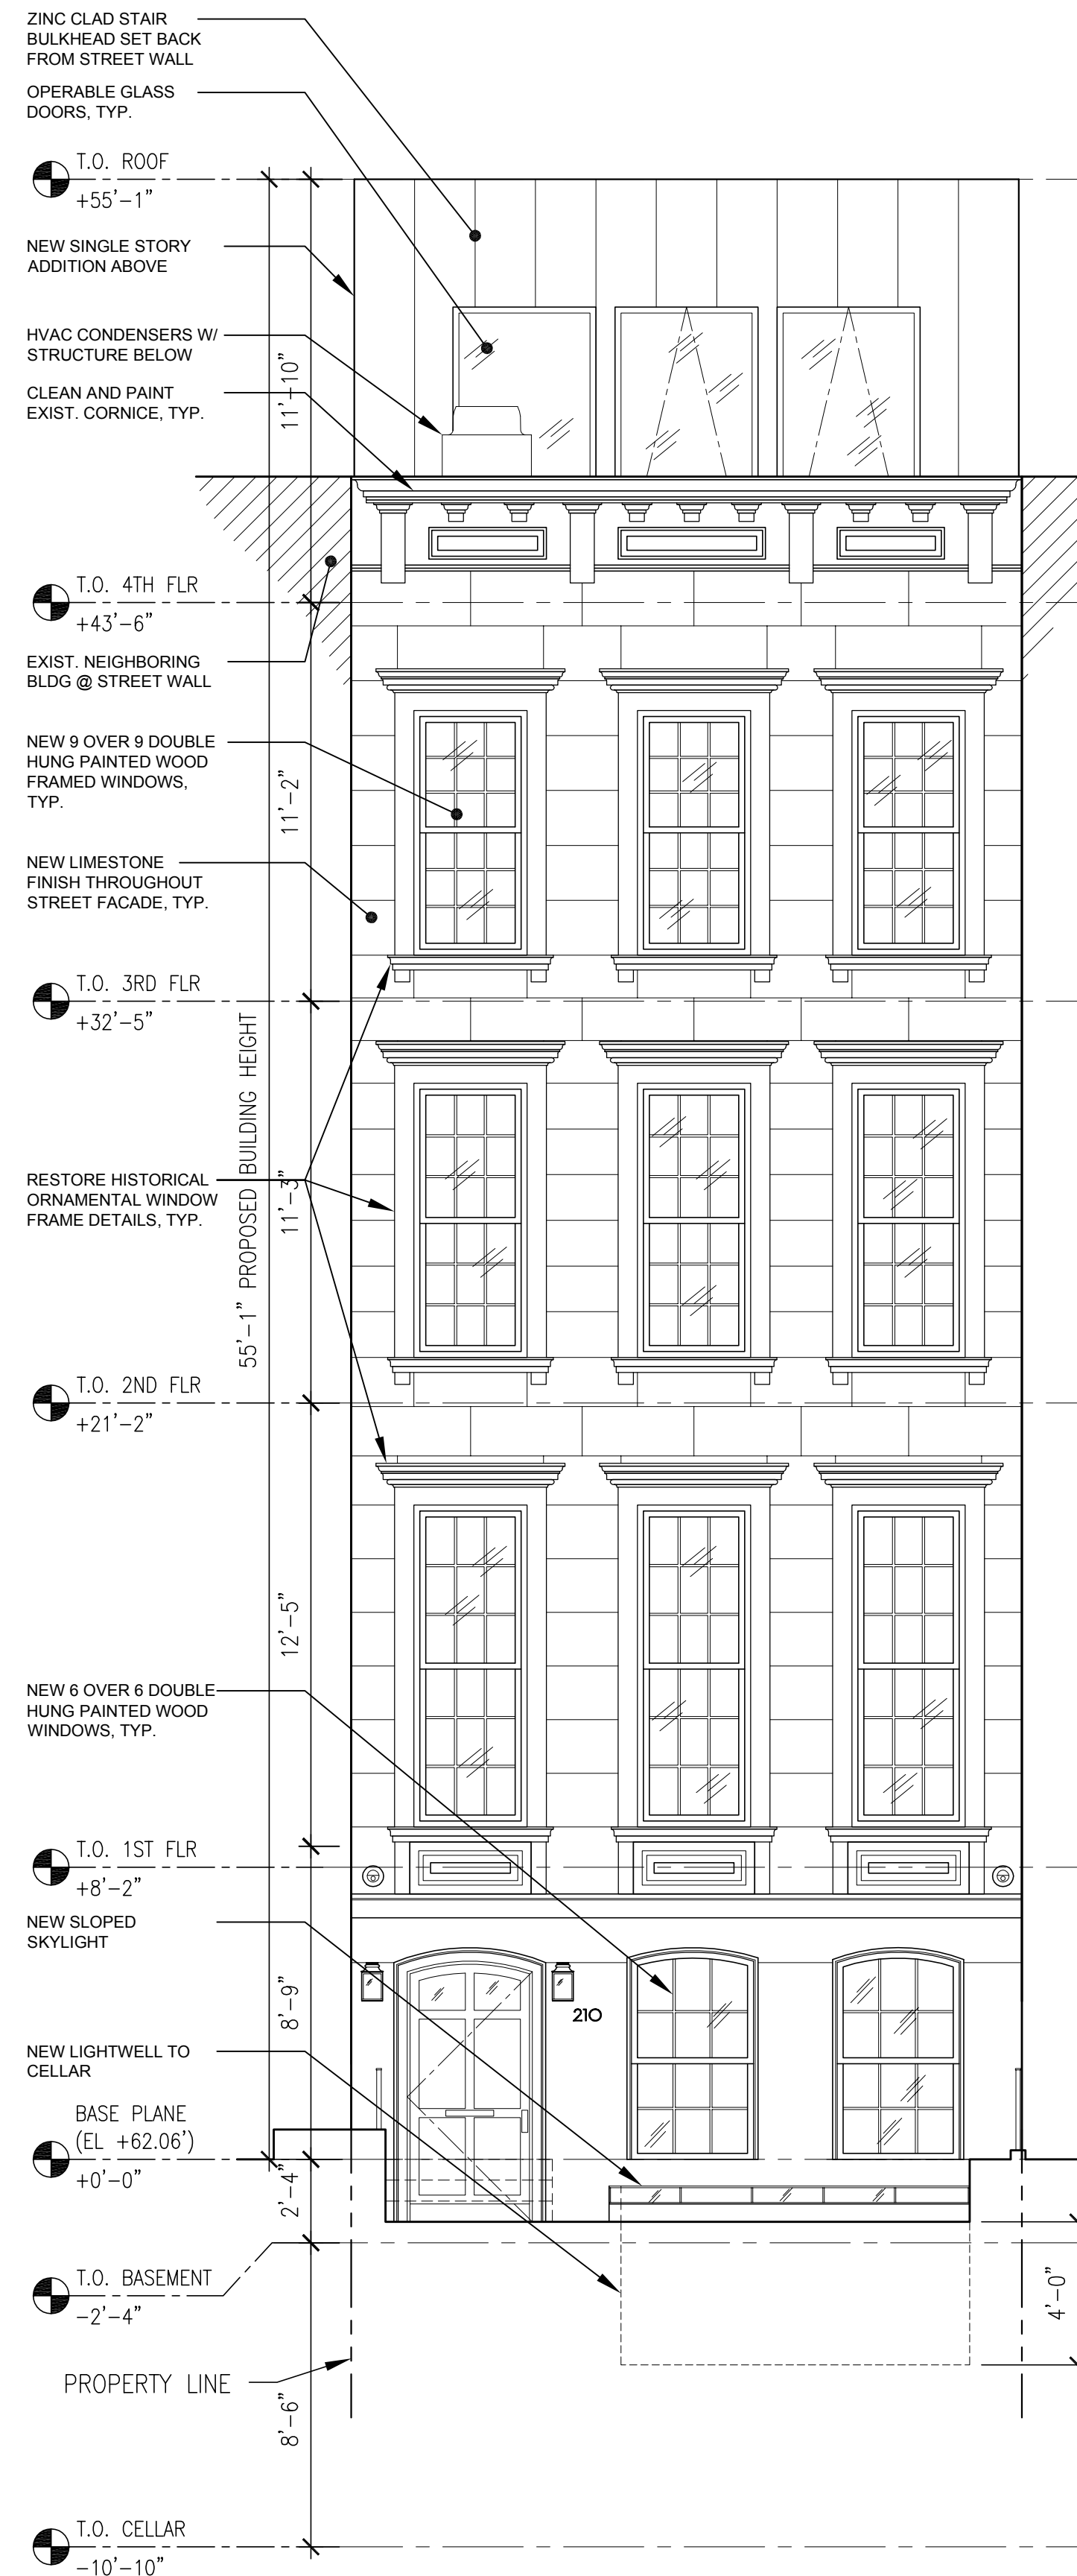 ZINC CLAD STAIR
BULKHEAD SET BACK
FROM STREET WALL
OPERABLE GLASS
DOORS, TYP.
T.O. ROOF
+55'-1"
NEW SINGLE STORY
ADDITION ABOVE
HVAC CONDENSERS W/
STRUCTURE BELOW
11'-10"
CLEAN AND PAINT
EXIST. CORNICE, TYP.
T.O. 4TH FLR
+43'-6"
EXIST. NEIGHBORING
BLDG @ STREET WALL
NEW 9 OVER 9 DOUBLE
HUNG PAINTED WOOD
FRAMED WINDOWS,
TYP.
11'-2"
NEW LIMESTONE
FINISH THROUGHOUT
STREET FACADE, TYP.
T.O. 3RD FLR
+32'-5"
55'-1" PROPOSED BUILDING HEIGHT
RESTORE HISTORICAL
ORNAMENTAL WINDOW
FRAME DETAILS, TYP.
11'-3"
T.O. 2ND FLR
+21'-2"
12'-5"
NEW 6 OVER 6 DOUBLE
HUNG PAINTED WOOD
WINDOWS, TYP.
T.O. 1ST FLR
+8'-2"
NEW SLOPED
SKYLIGHT
8'-9"
210
NEW LIGHTWELL TO
CELLAR
BASE PLANE
(EL +62.06')
+0'-0"
2'-4"
T.O. BASEMENT
-2'-4"
4'-0"
PROPERTY LINE
8'-6"
T.O. CELLAR
-10'-10"